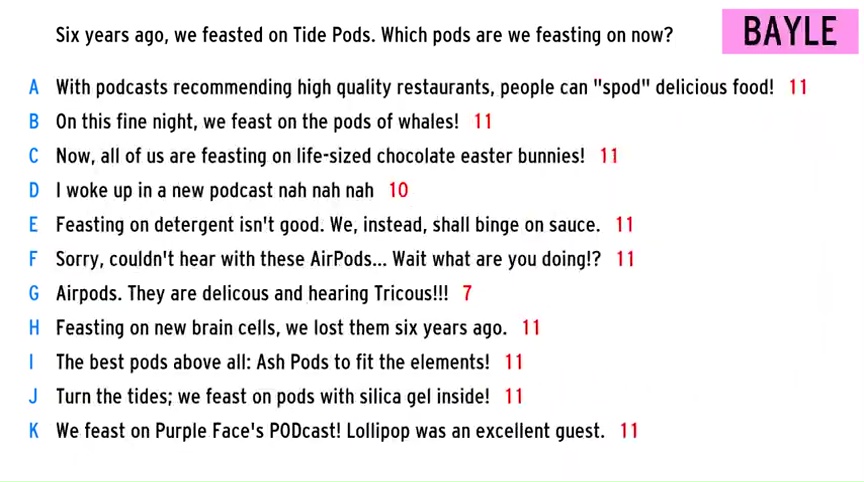 Six years ago, we feasted on Tide Pods. Which pods are we feasting on now?
BAYLE
A With podcasts recommending high quality restaurants, people can "spod" delicious food! 11
B On this fine night, we feast on the pods of whales! 11
C Now, all of us are feasting on life-sized chocolate easter bunnies! 11
D I woke up in a new podcast nah nah nah 10
E Feasting on detergent isn't good. We, instead, shall binge on sauce. 11
F Sorry, couldn't hear with these AirPods... Wait what are you doing!? 11
G Airpods. They are delicous and hearing Tricous!!! 7
H Feasting on new brain cells, we lost them six years ago. 11
I The best pods above all: Ash Pods to fit the elements! 11
J Turn the tides; we feast on pods with silica gel inside! 11
K We feast on Purple Face's PODcast! Lollipop was an excellent guest. 11